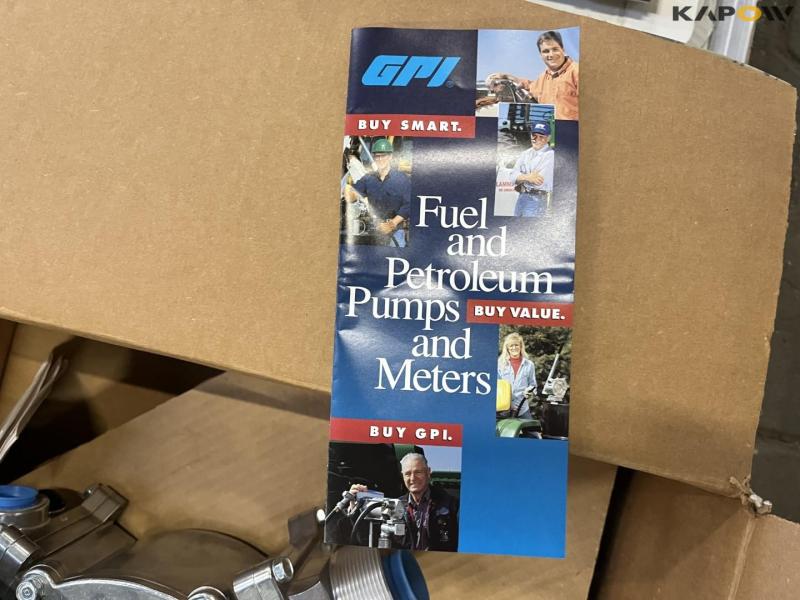 KAPOW
GPI
BUY SMART.
Fuel
and
Petroleum
Pumps
BUY VALUE.
and
Meters
BUY GPI.